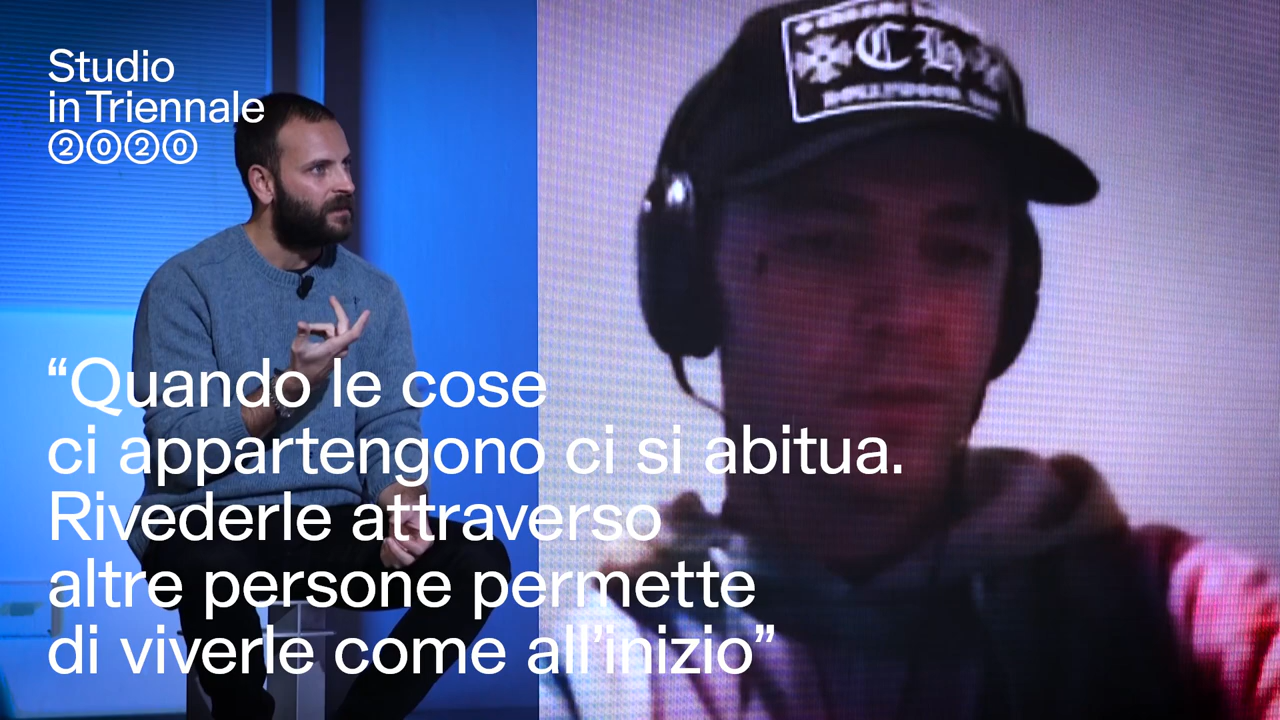 Studio
in Triennale
2020
CH
“Quando le cose
ci appartengono ci si abitua.
Rivederle attraverso
altre persone permette
di viverle come all’inizio”